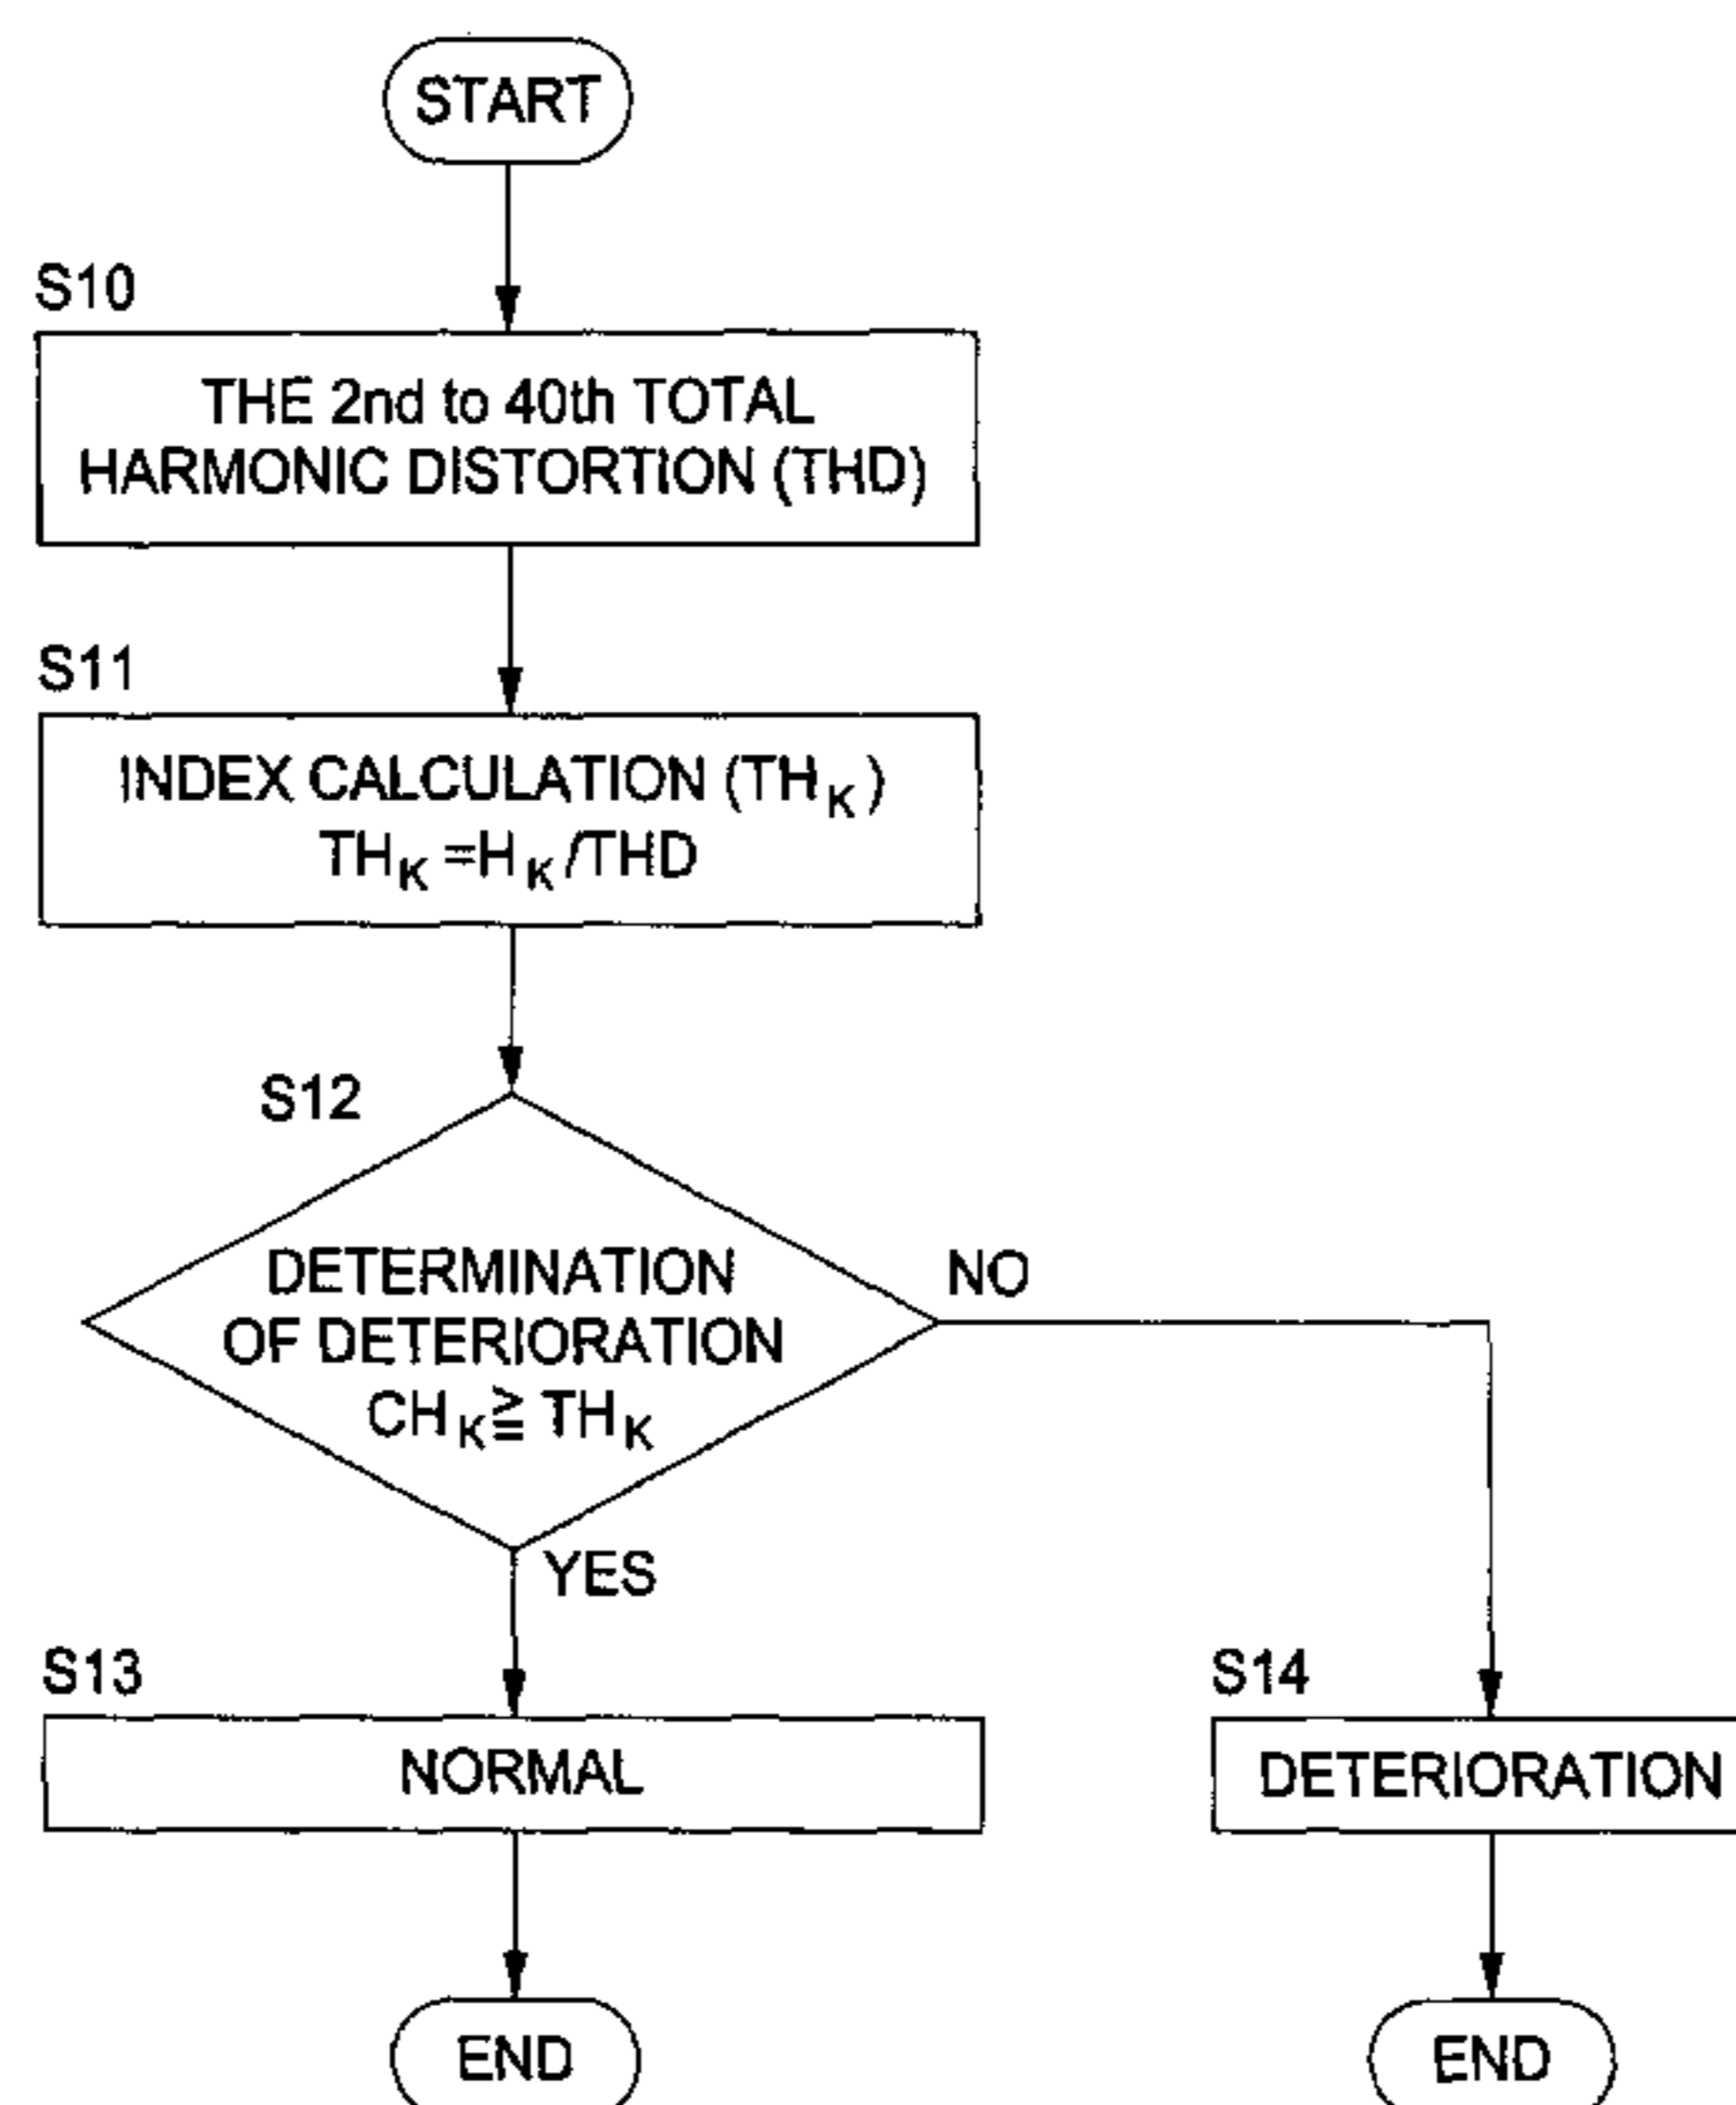 START
S10
THE 2nd to 40th TOTAL
HARMONIC DISTORTION (THD)
S11
INDEX CALCULATION (TH_K)
TH_K=H_K/THD
S12
DETERMINATION
OF DETERIORATION
CH_K≧TH_K
NO
YES
S13
NORMAL
S14
DETERIORATION
END
END